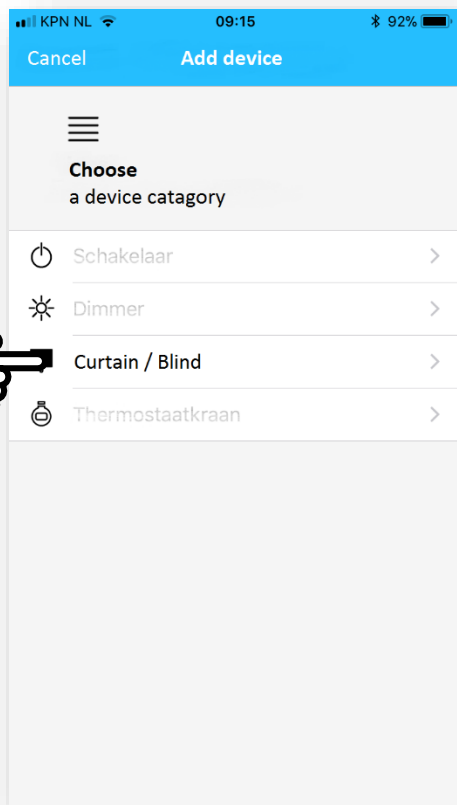 KPN NL 09:15 92%
Cancel Add device
Choose
a device catagory
Schakelaar
Dimmer
Curtain / Blind
Thermostaatkraan